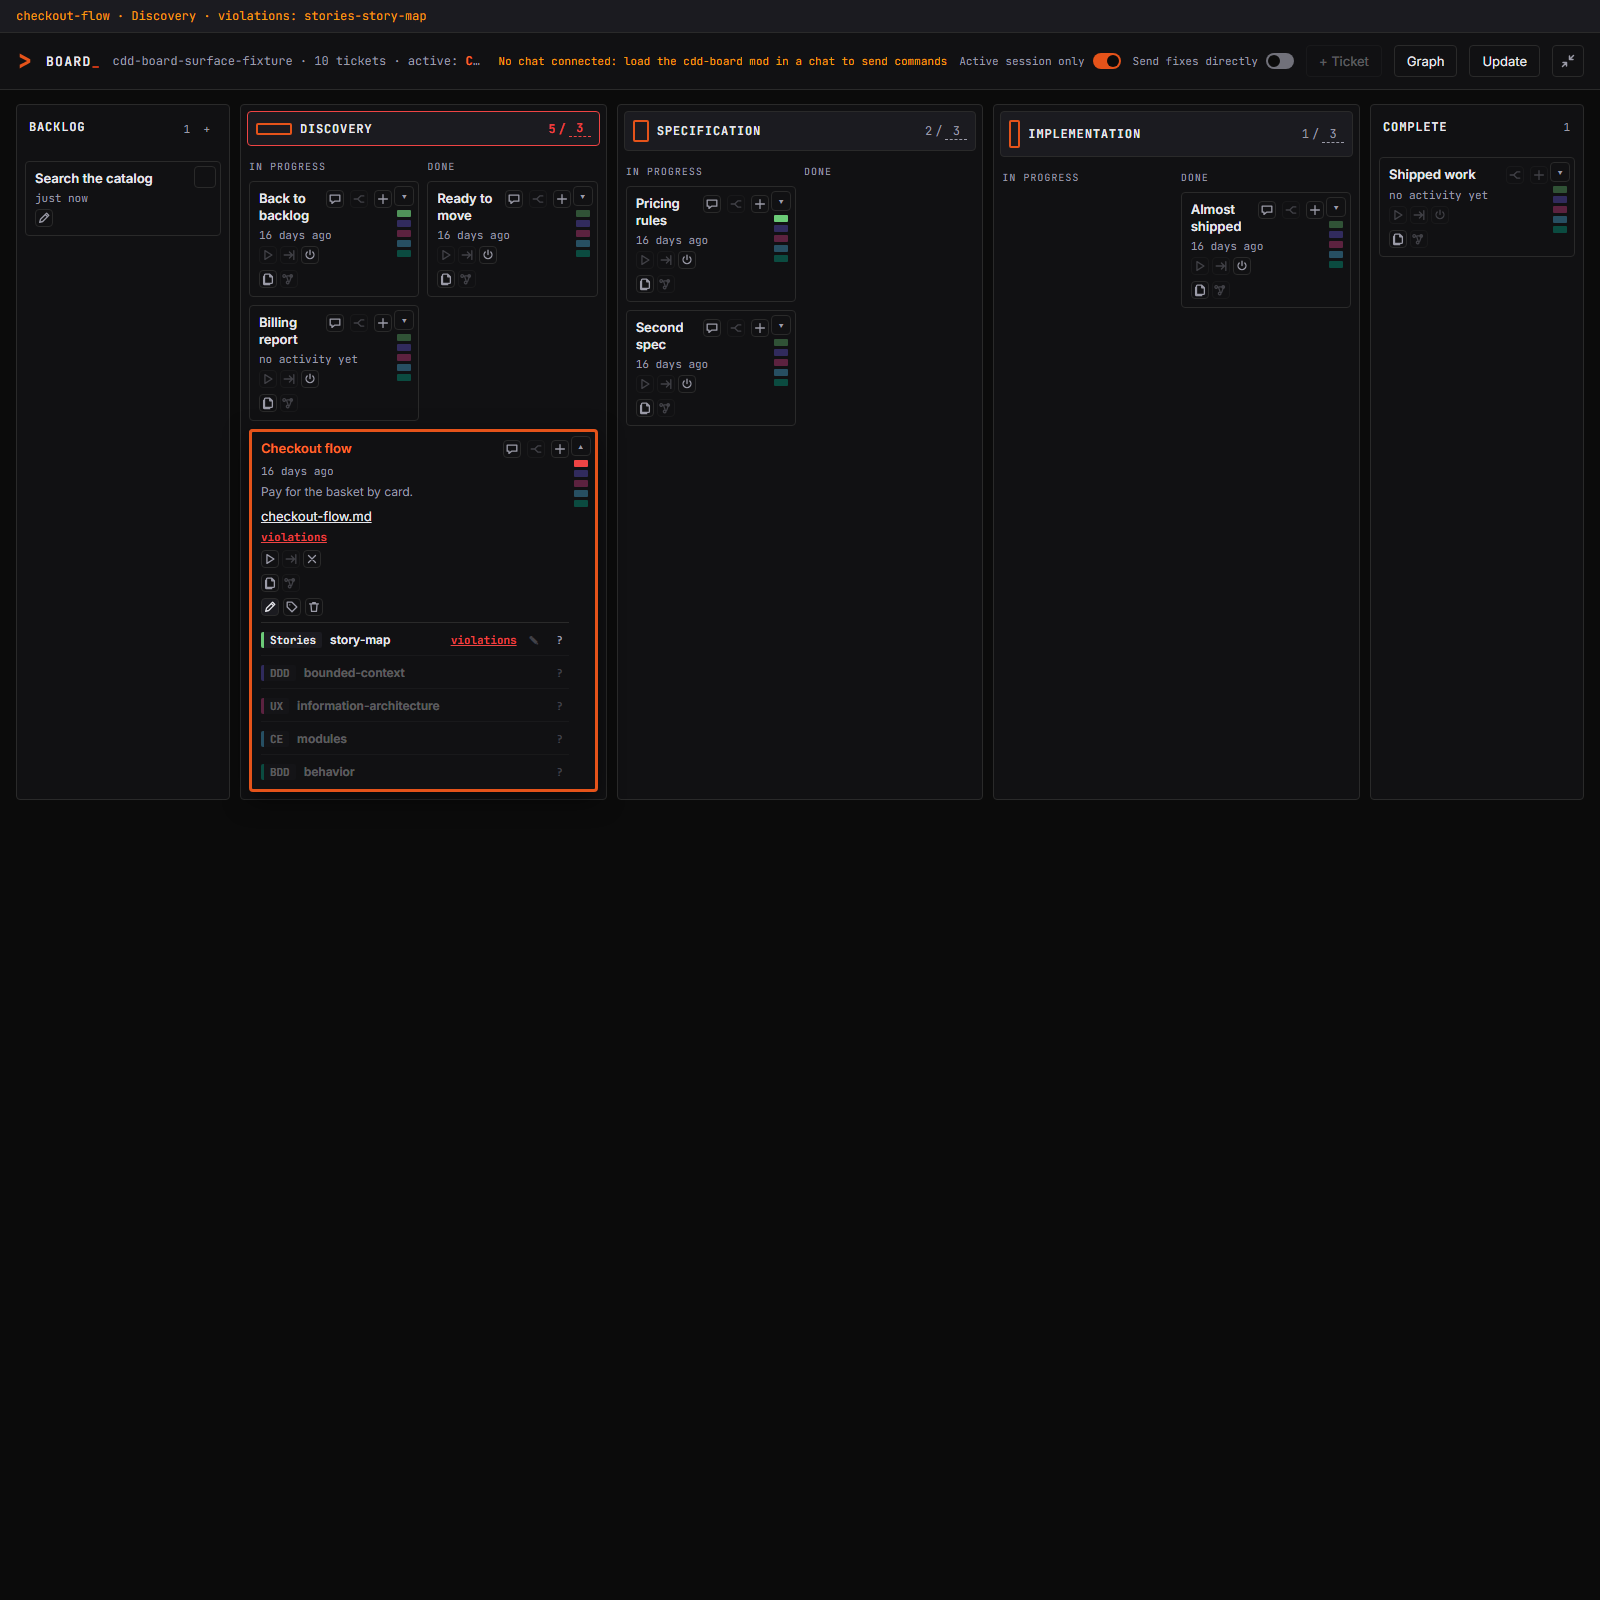 checkout-flow · Discovery · violations: stories-story-map
> BOARD_ cdd-board-surface-fixture · 10 tickets · active: C… No chat connected: load the cdd-board mod in a chat to send commands Active session only Send fixes directly + Ticket Graph Update
BACKLOG 1 +
Search the catalog
just now
DISCOVERY 5 / 3
IN PROGRESS
Back to
backlog
16 days ago
Billing
report
no activity yet
DONE
Ready to
move
16 days ago
Checkout flow
16 days ago
Pay for the basket by card.
checkout-flow.md
violations
Stories story-map violations ?
DDD bounded-context ?
UX information-architecture ?
CE modules ?
BDD behavior ?
SPECIFICATION 2 / 3
IN PROGRESS
Pricing
rules
16 days ago
Second
spec
16 days ago
DONE
IMPLEMENTATION 1 / 3
IN PROGRESS
DONE
Almost
shipped
16 days ago
COMPLETE 1
Shipped work
no activity yet